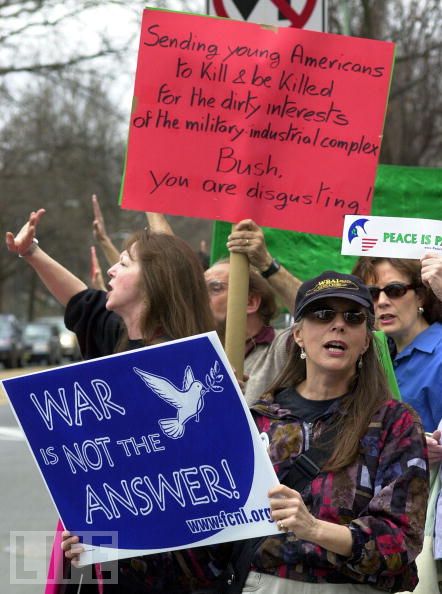 Sending young Americans
to Kill & be Killed
for the dirty interests
of the military-industrial complex
Bush,
you are disgusting!
PEACE IS PA
WAR
IS NOT THE
ANSWER!
www.fcnl.org
LIFE